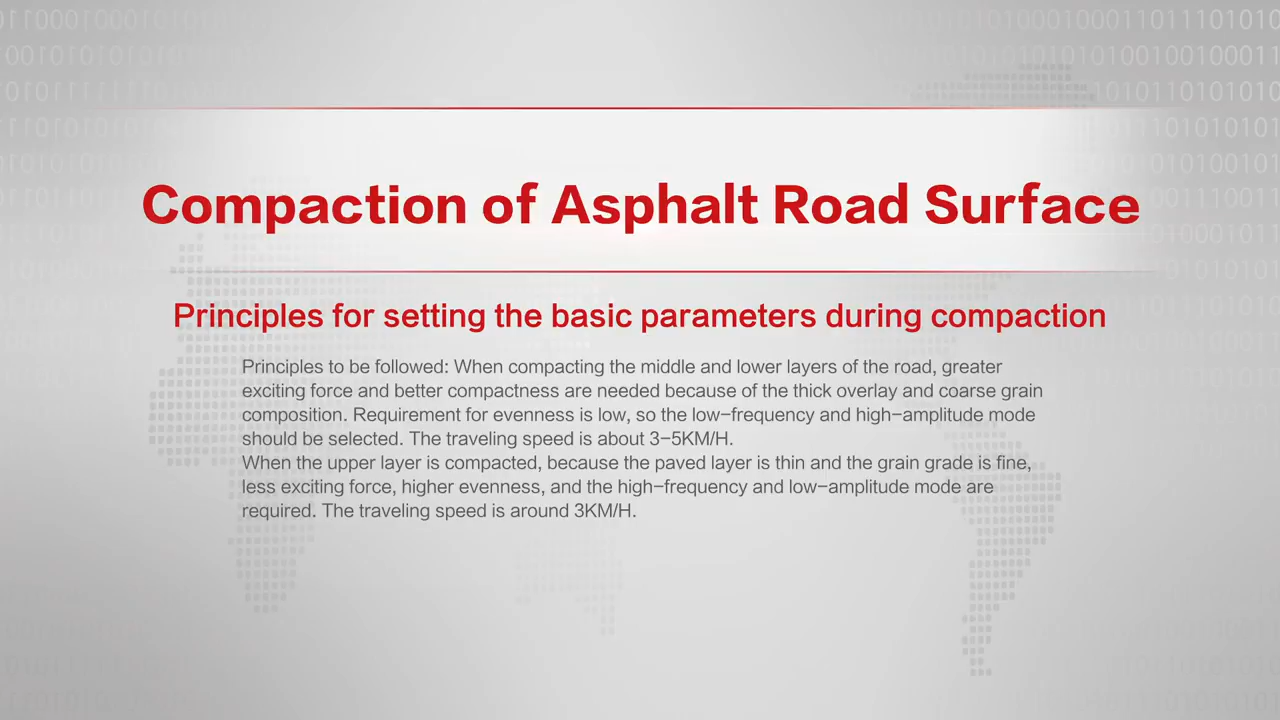 Compaction of Asphalt Road Surface
Principles for setting the basic parameters during compaction
Principles to be followed: When compacting the middle and lower layers of the road, greater
exciting force and better compactness are needed because of the thick overlay and coarse grain
composition. Requirement for evenness is low, so the low-frequency and high-amplitude mode
should be selected. The traveling speed is about 3-5KM/H.
When the upper layer is compacted, because the paved layer is thin and the grain grade is fine,
less exciting force, higher evenness, and the high-frequency and low-amplitude mode are
required. The traveling speed is around 3KM/H.